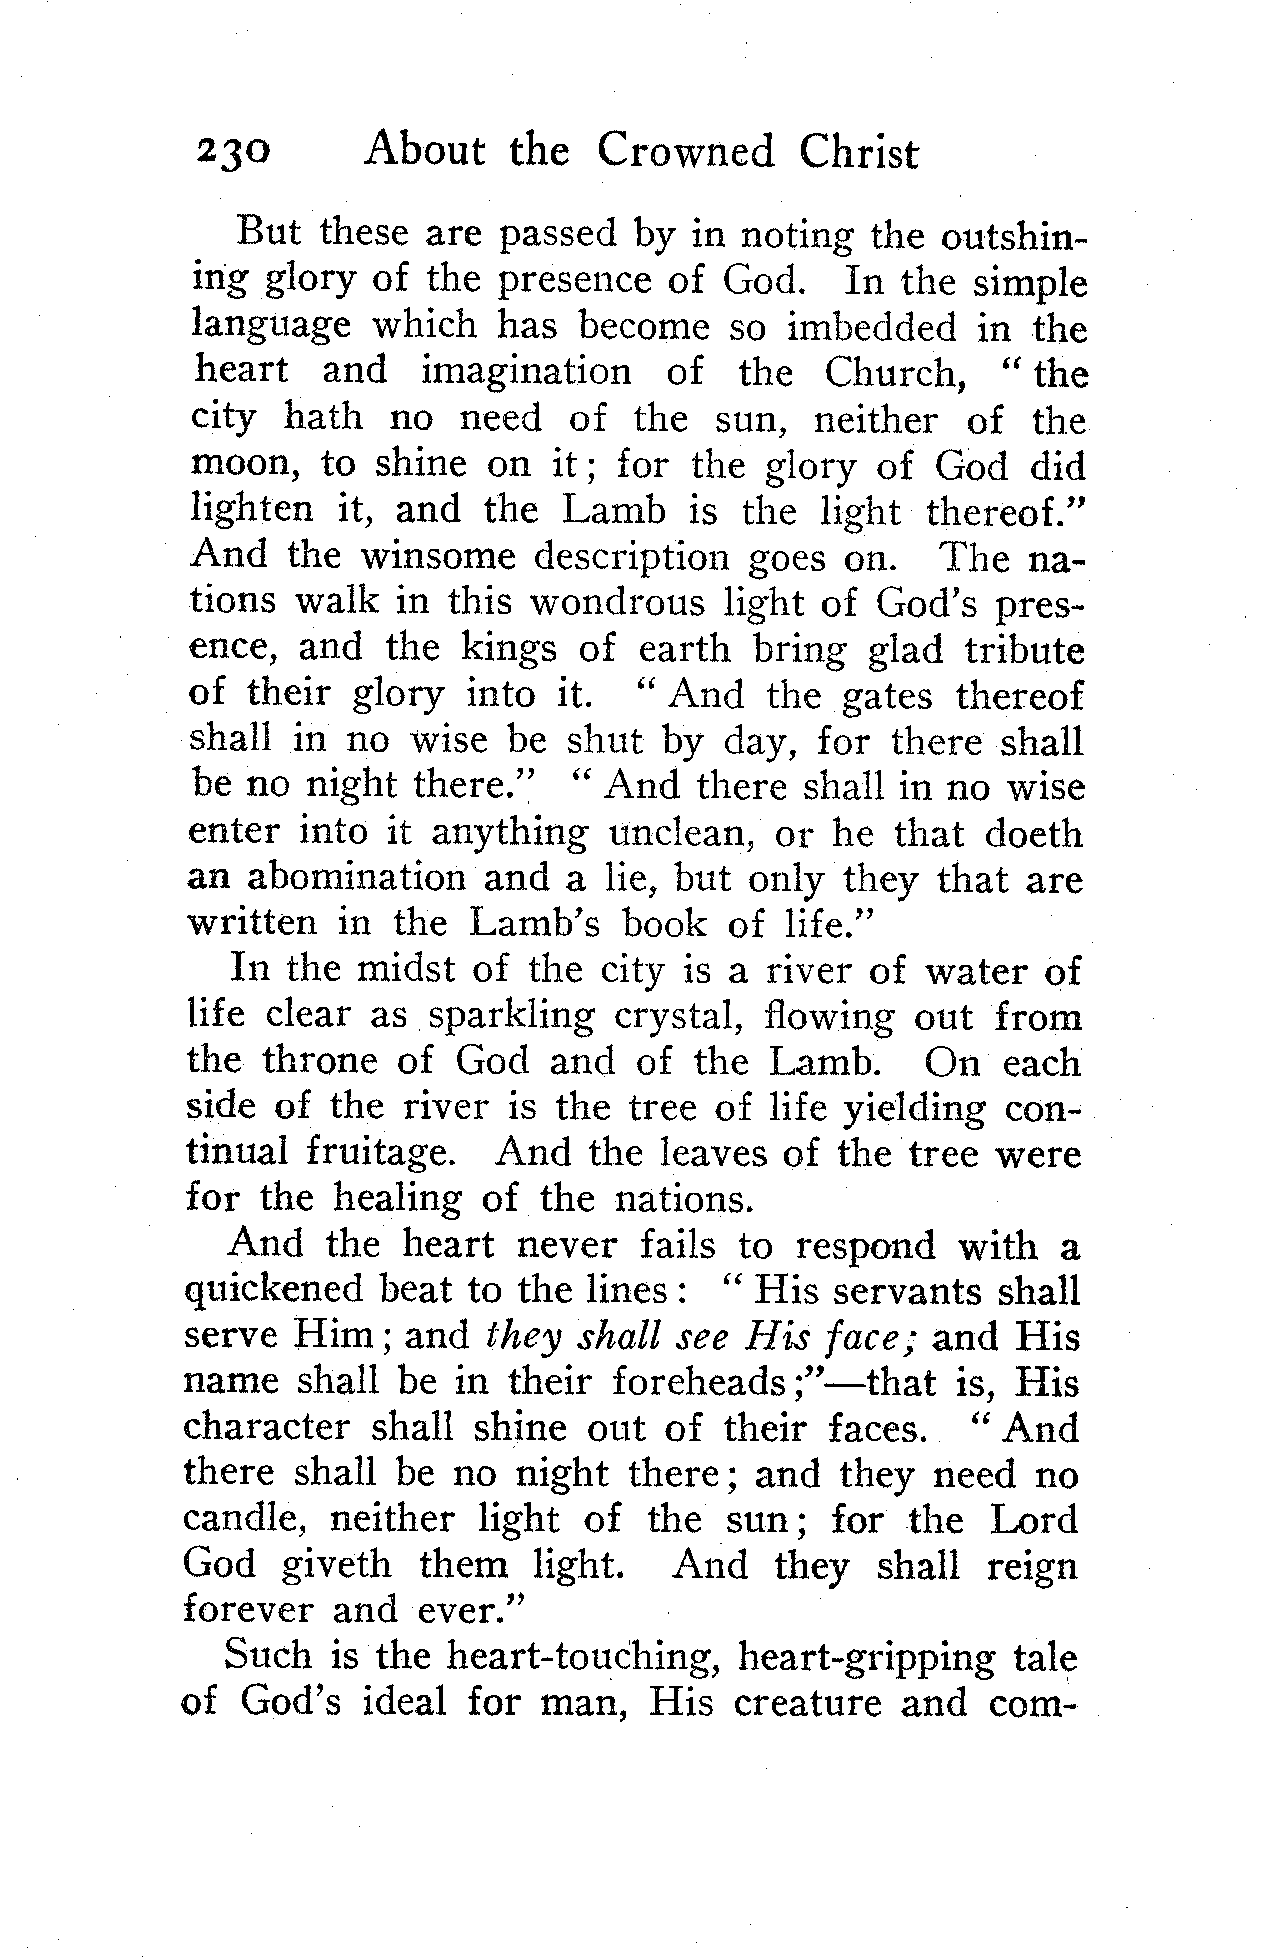 230 About the Crowned Christ
But these are passed by in noting the outshin-
ing glory of the presence of God. In the simple
language which has become so imbedded in the
heart and imagination of the Church, “ the
city hath no need of the sun, neither of the
moon, to shine on it ; for the glory of God did
lighten it, and the Lamb is the light thereof.”
And the winsome description goes on. The na-
tions walk in this wondrous light of God's pres-
ence, and the kings of earth bring glad tribute
of their glory into it. “ And the gates thereof
shall in no wise be shut by day, for there shall
be no night there.” “ And there shall in no wise
enter into it anything unclean, or he that doeth
an abomination and a lie, but only they that are
written in the Lamb's book of life.”
In the midst of the city is a river of water of
life clear as sparkling crystal, flowing out from
the throne of God and of the Lamb. On each
side of the river is the tree of life yielding con-
tinual fruitage. And the leaves of the tree were
for the healing of the nations.
And the heart never fails to respond with a
quickened beat to the lines : “ His servants shall
serve Him ; and they shall see His face; and His
name shall be in their foreheads ;”—that is, His
character shall shine out of their faces. “ And
there shall be no night there ; and they need no
candle, neither light of the sun ; for the Lord
God giveth them light. And they shall reign
forever and ever.”
Such is the heart-touching, heart-gripping tale
of God's ideal for man, His creature and com-